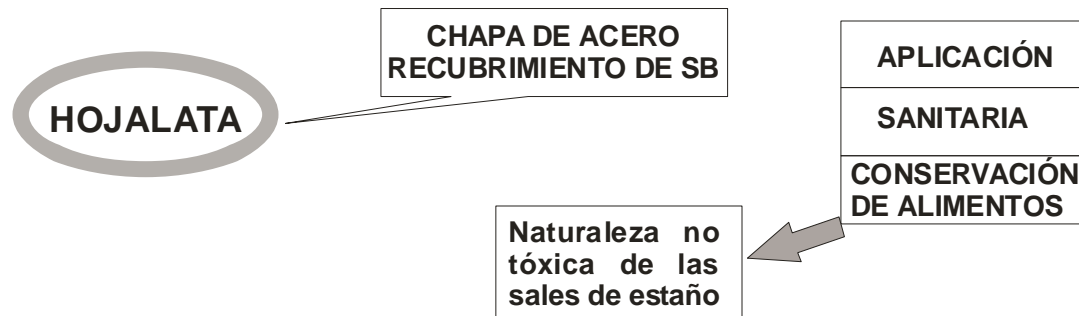 HOJALATA
CHAPA DE ACERO
RECUBRIMIENTO DE SB
APLICACIÓN
SANITARIA
CONSERVACIÓN
DE ALIMENTOS
Naturaleza no
tóxica de las
sales de estaño